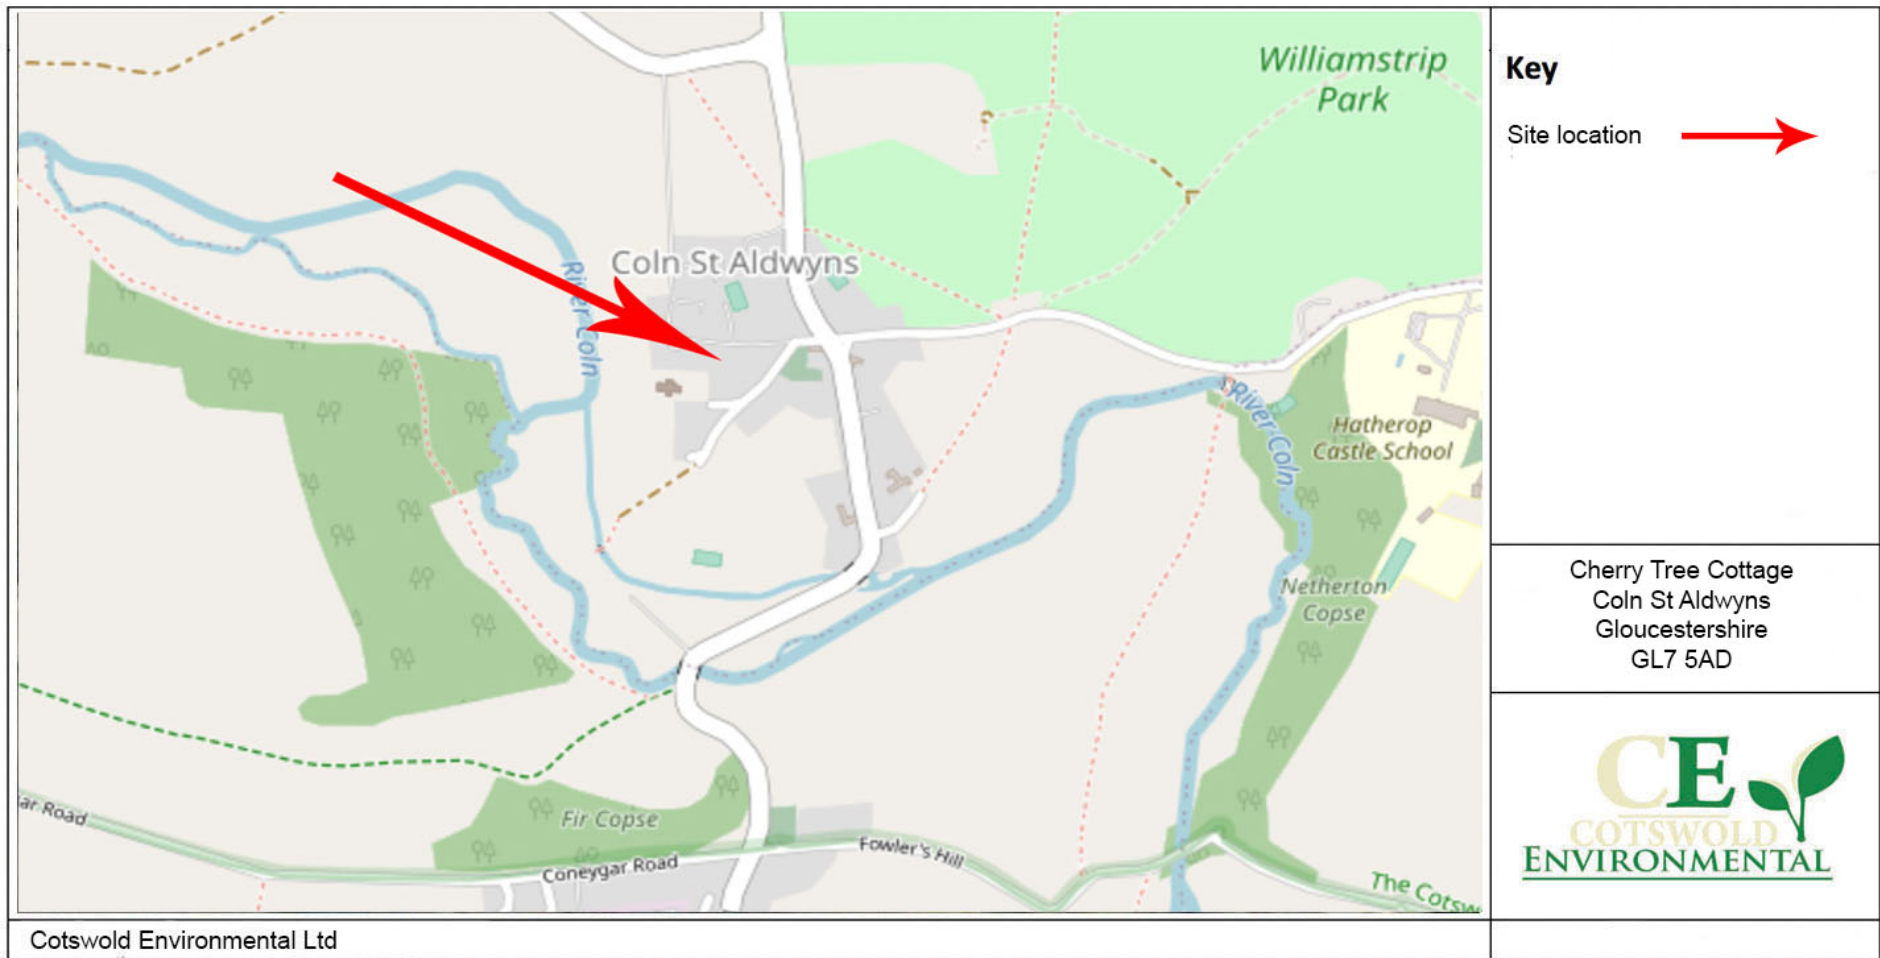 Williamstrip
Park
Coln St Aldwyns
River Coln
River Coln
Hatherop
Castle School
Netherton
Copse
Fir Copse
ar Road
Coneygar Road
Fowler's Hill
The Cotsw
Key
Site location
Cherry Tree Cottage
Coln St Aldwyns
Gloucestershire
GL7 5AD
CE
COTSWOLD
ENVIRONMENTAL
Cotswold Environmental Ltd